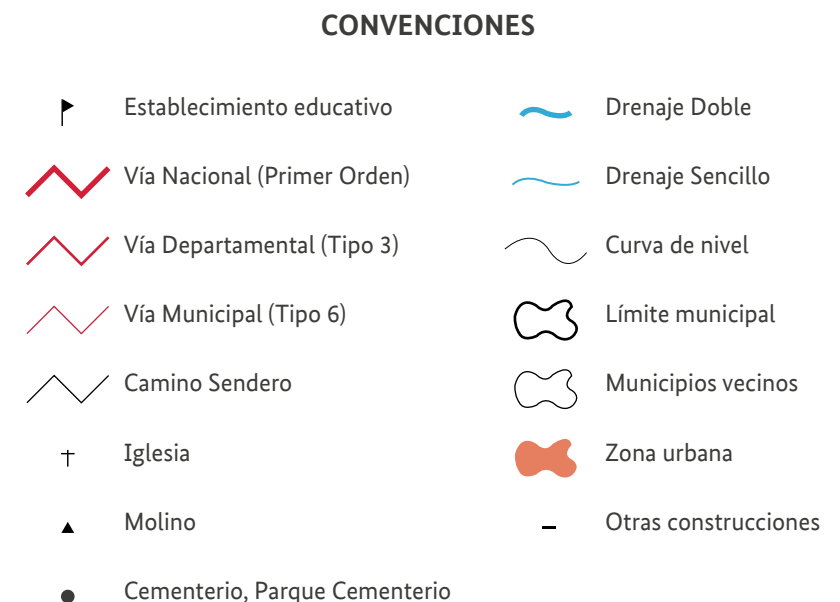 CONVENCIONES
Establecimiento educativo
Vía Nacional (Primer Orden)
Vía Departamental (Tipo 3)
Vía Municipal (Tipo 6)
Camino Sendero
Iglesia
Molino
Cementerio, Parque Cementerio
Drenaje Doble
Drenaje Sencillo
Curva de nivel
Límite municipal
Municipios vecinos
Zona urbana
Otras construcciones